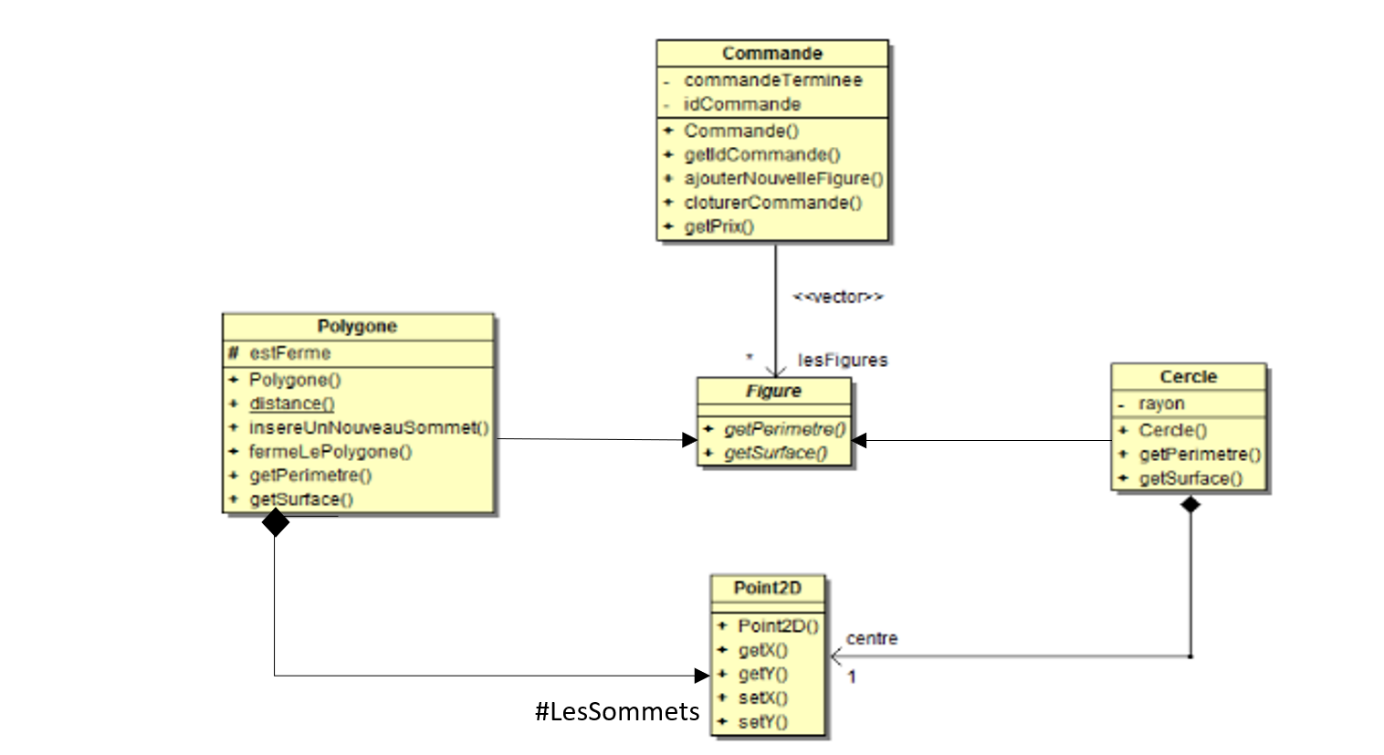 Commande
- commandeTerminee
- idCommande
+ Commande()
+ getIdCommande()
+ ajouterNouvelleFigure()
+ cloturerCommande()
+ getPrix()
<<vector>>
* lesFigures
Polygone
# estFerme
+ Polygone()
+ distance()
+ insereUnNouveauSommet()
+ fermeLePolygone()
+ getPerimetre()
+ getSurface()
Figure
+ getPerimetre()
+ getSurface()
Cercle
- rayon
+ Cercle()
+ getPerimetre()
+ getSurface()
Point2D
+ Point2D()
+ getX()
+ getY()
+ setX()
+ setY()
centre
1
#LesSommets